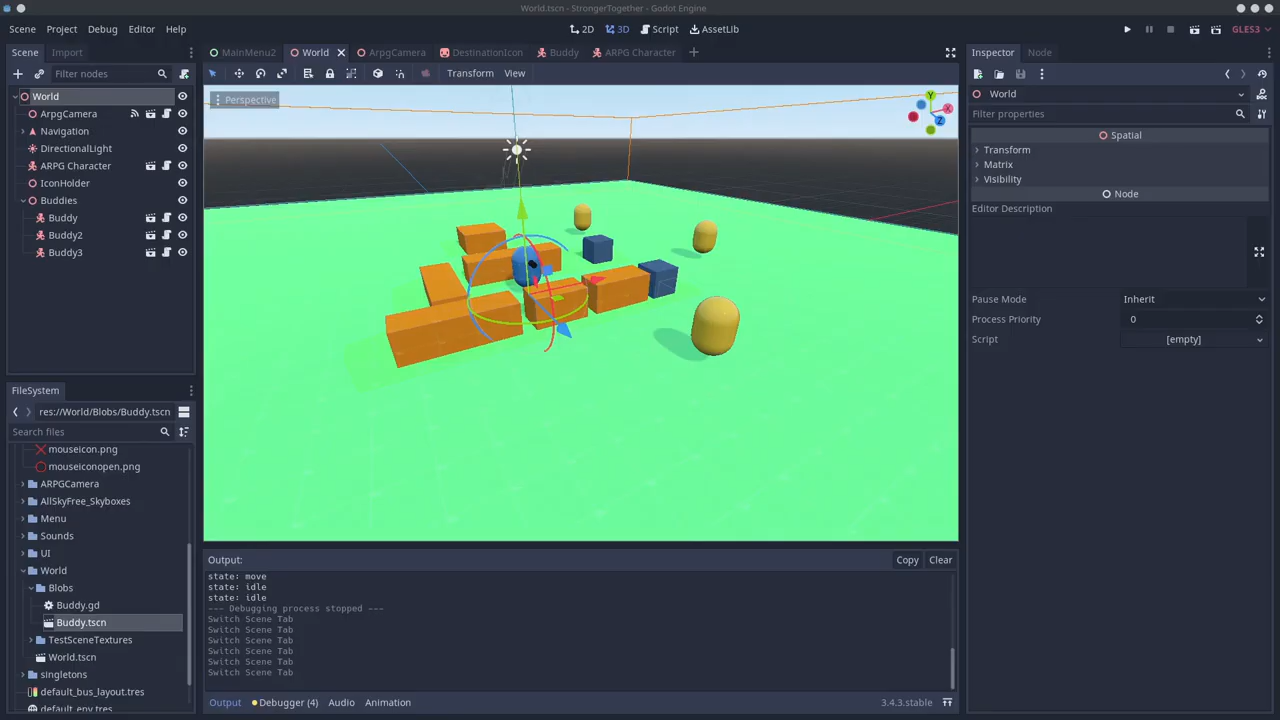 World.tscn - StrongerTogether - Godot Engine
Scene Project Debug Editor Help
2D 3D Script AssetLib
GLES3
Scene Import
MainMenu2 World ArpgCamera DestinationIcon Buddy ARPG Character
Inspector Node
Filter nodes
Transform View
World
Filter properties
Perspective
Y
X
Z
World
ArpgCamera
Navigation
DirectionalLight
ARPG Character
IconHolder
Buddies
Buddy
Buddy2
Buddy3
Spatial
Transform
Matrix
Visibility
Node
Editor Description
Pause Mode Inherit
Process Priority 0
Script [empty]
FileSystem
res://World/Blobs/Buddy.tscn
Search files
mouseicon.png
mouseiconopen.png
ARPGCamera
AllSkyFree_Skyboxes
Menu
Sounds
UI
World
Blobs
Buddy.gd
Buddy.tscn
TestSceneTextures
World.tscn
singletons
default_bus_layout.tres
default_env.tres
Output:
Copy Clear
state: move
state: idle
state: idle
--- Debugging process stopped ---
Switch Scene Tab
Switch Scene Tab
Switch Scene Tab
Switch Scene Tab
Switch Scene Tab
Switch Scene Tab
Output Debugger (4) Audio Animation
3.4.3.stable